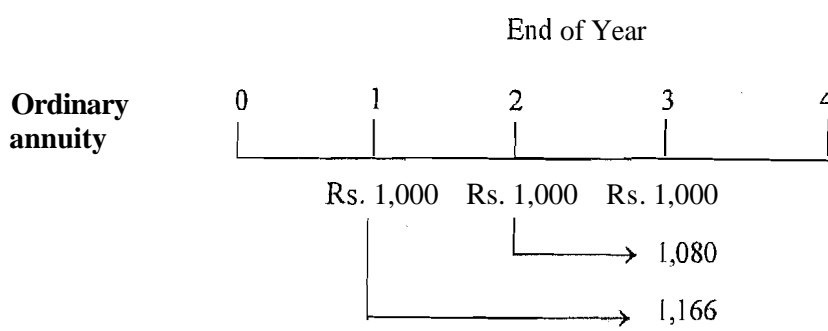 End of Year
Ordinary 0 1 2 3 4
annuity
Rs. 1,000 Rs. 1,000 Rs. 1,000
1,080
1,166